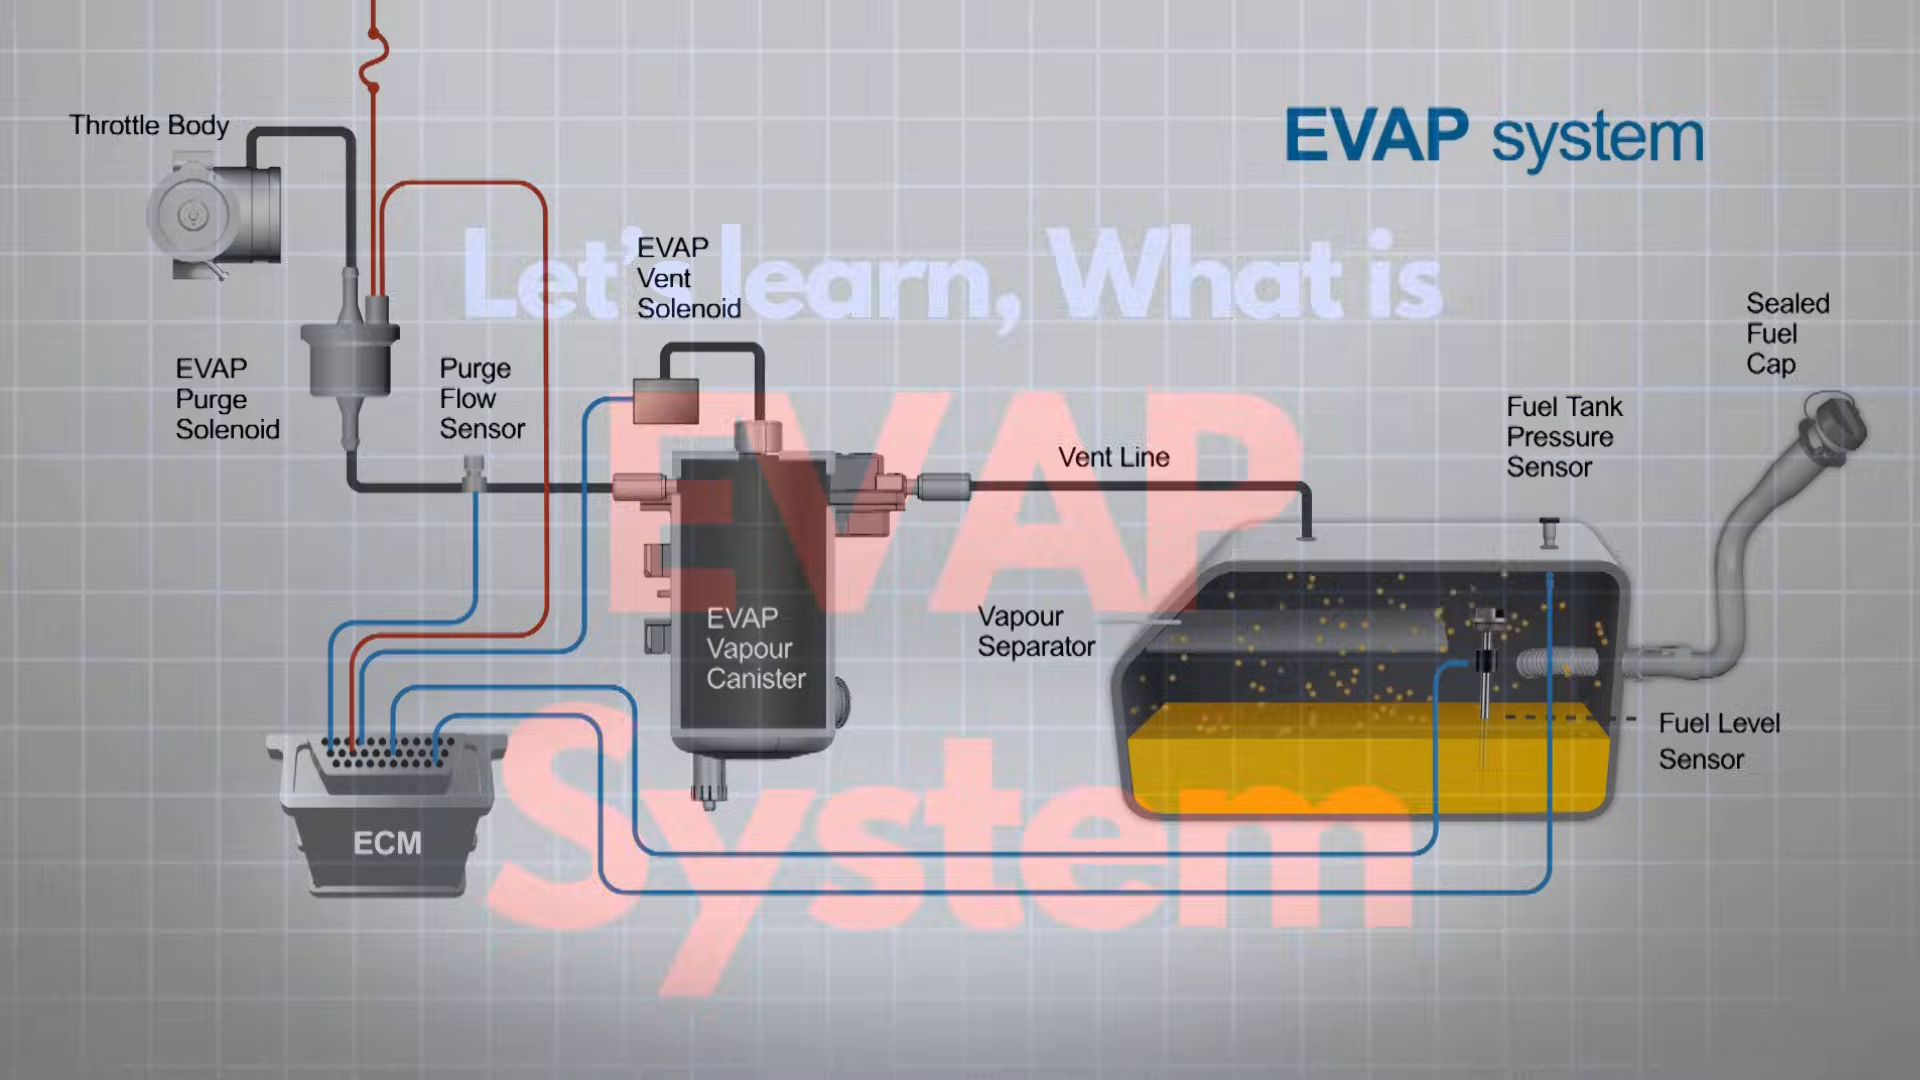 Throttle Body
EVAP system
Let's learn, What is
EVAP
System
EVAP
Vent
Solenoid
Sealed
Fuel
Cap
EVAP
Purge
Solenoid
Purge
Flow
Sensor
Fuel Tank
Pressure
Sensor
Vent Line
EVAP
Vapour
Canister
Vapour
Separator
Fuel Level
Sensor
ECM